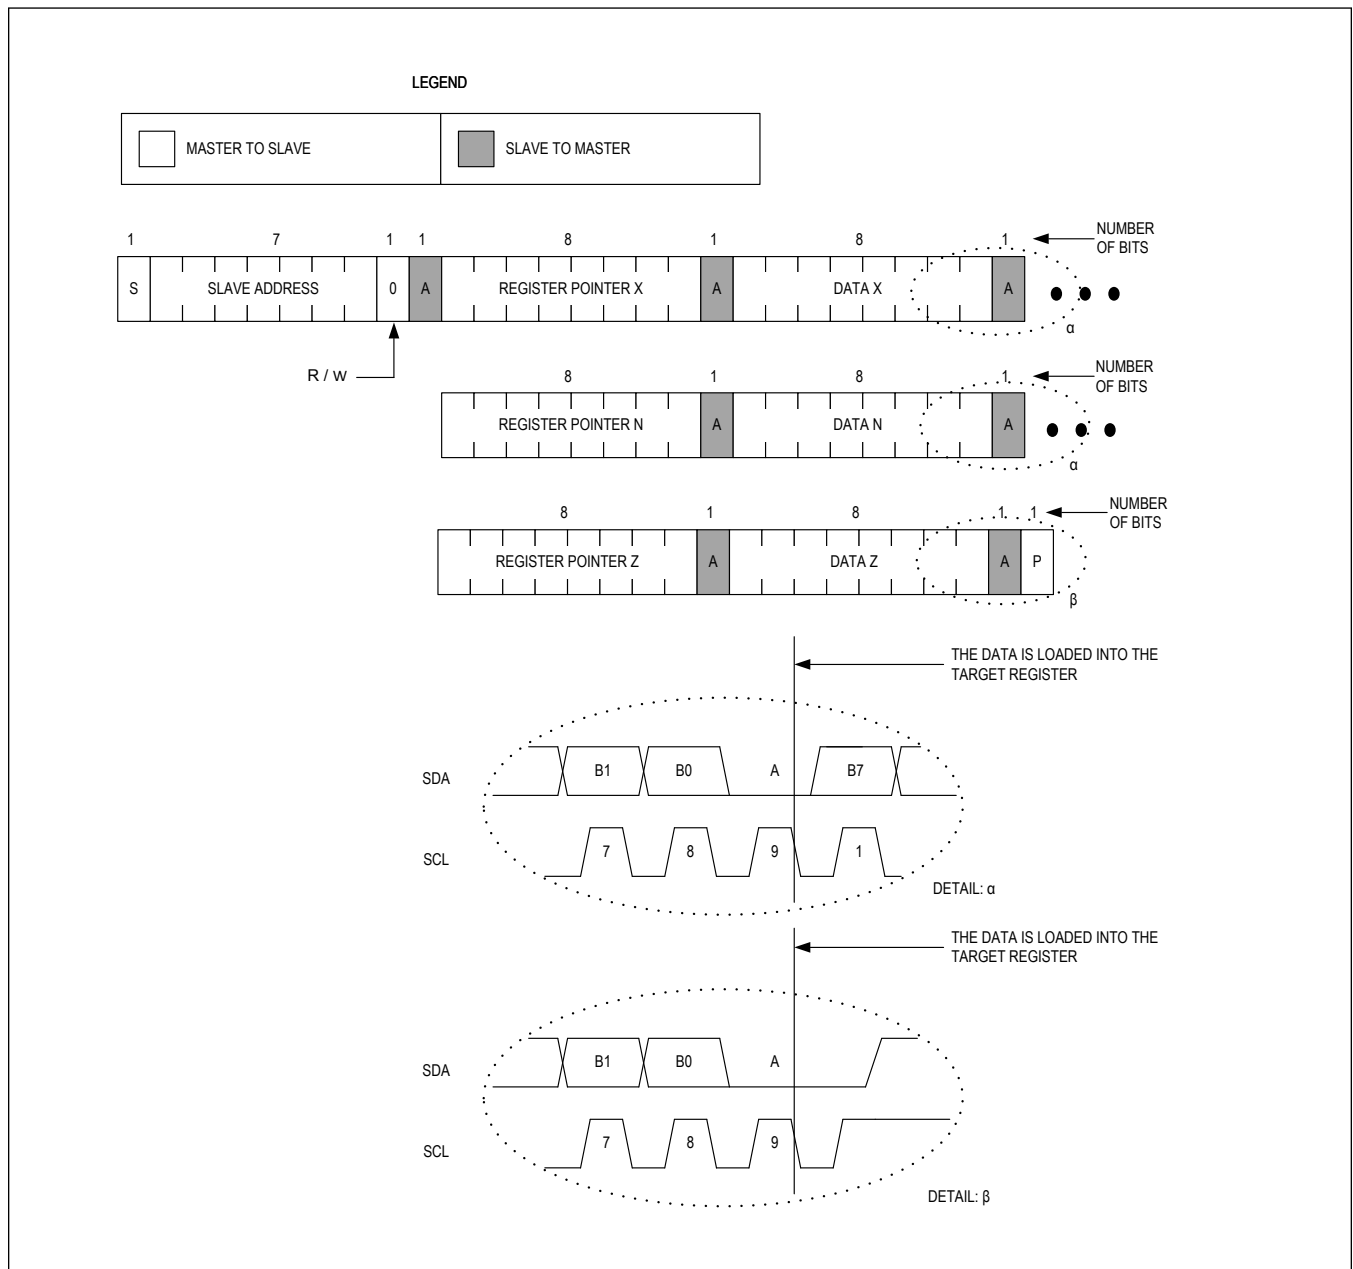 LEGEND
MASTER TO SLAVE
SLAVE TO MASTER
1 7 1 1 8 1 8 1 NUMBER
OF BITS
S SLAVE ADDRESS 0 A REGISTER POINTER X A DATA X A
α
R / W
8 1 8 1 NUMBER
OF BITS
REGISTER POINTER N A DATA N A
α
8 1 8 1 1 NUMBER
OF BITS
REGISTER POINTER Z A DATA Z A P
β
THE DATA IS LOADED INTO THE
TARGET REGISTER
SDA B1 B0 A B7
SCL 7 8 9 1
DETAIL: α
THE DATA IS LOADED INTO THE
TARGET REGISTER
SDA B1 B0 A
SCL 7 8 9
DETAIL: β